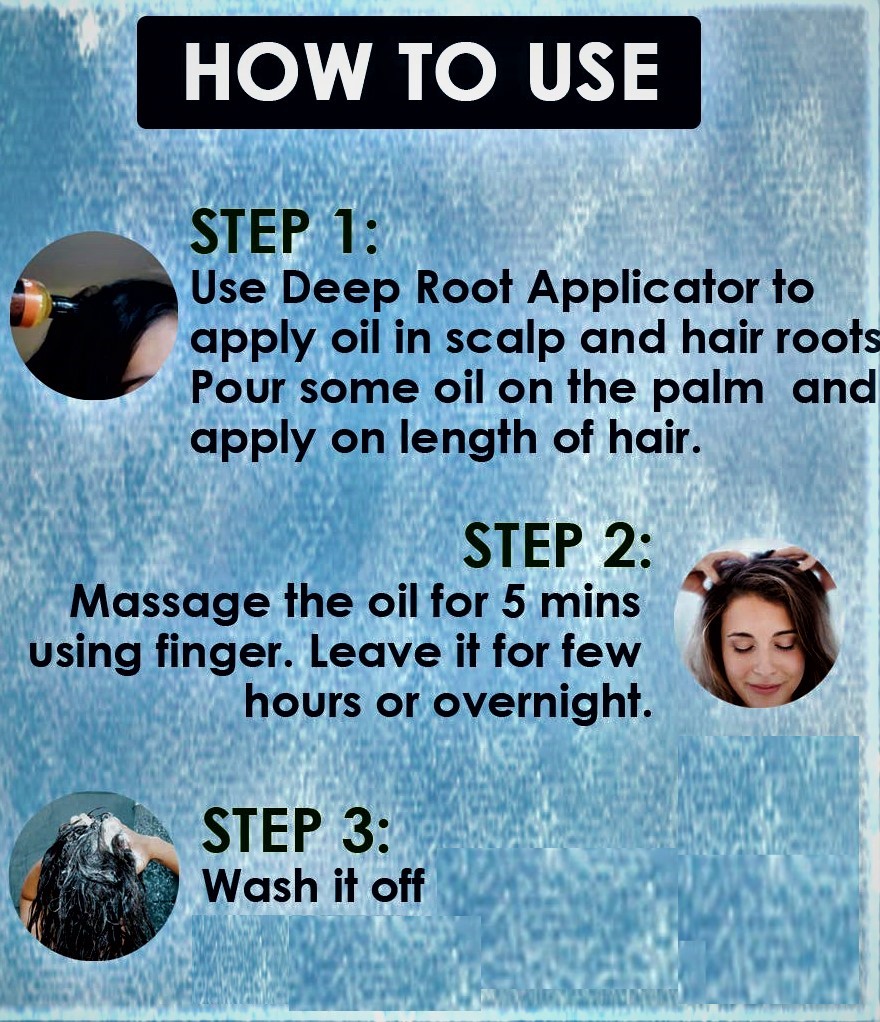 HOW TO USE
STEP 1:
Use Deep Root Applicator to
apply oil in scalp and hair roots
Pour some oil on the palm and
apply on length of hair.
STEP 2:
Massage the oil for 5 mins
using finger. Leave it for few
hours or overnight.
STEP 3:
Wash it off